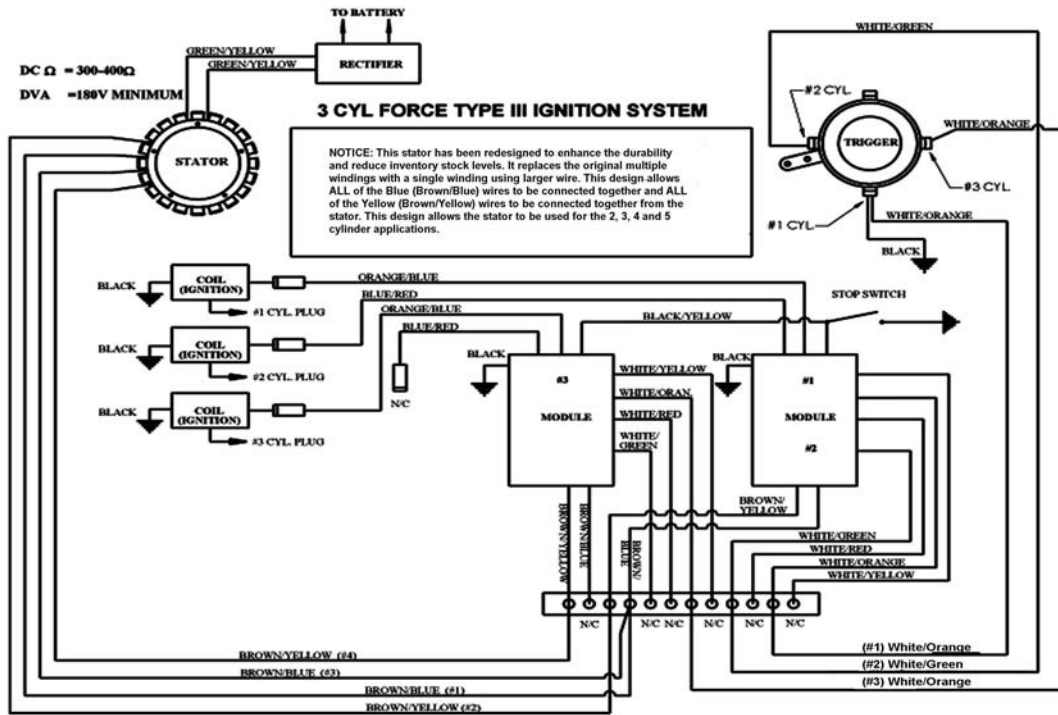 TO BATTERY
WHITE/GREEN
GREEN/YELLOW
GREEN/YELLOW
RECTIFIER
DC Ω = 300-400Ω
DVA =180V MINIMUM
#2 CYL.
3 CYL FORCE TYPE III IGNITION SYSTEM
WHITE/ORANGE
STATOR
TRIGGER
NOTICE: This stator has been redesigned to enhance the durability
and reduce inventory stock levels. It replaces the original multiple
windings with a single winding using larger wire. This design allows
ALL of the Blue (Brown/Blue) wires to be connected together and ALL
of the Yellow (Brown/Yellow) wires to be connected together from the
stator. This design allows the stator to be used for the 2, 3, 4 and 5
cylinder applications.
#3 CYL.
WHITE/ORANGE
#1 CYL.
BLACK
ORANGE/BLUE
BLACK
COIL
(IGNITION)
BLUE/RED
STOP SWITCH
#1 CYL. PLUG
ORANGE/BLUE
BLACK/YELLOW
BLUE/RED
BLACK
COIL
(IGNITION)
BLACK
BLACK
#2 CYL. PLUG
#3
WHITE/YELLOW
#1
N/C
WHITE/ORAN.
BLACK
COIL
(IGNITION)
MODULE
WHITE/RED
MODULE
#3 CYL. PLUG
WHITE/
GREEN
#2
BROWN/YELLOW
BROWN/BLUE
BROWN/
BLUE
BROWN/
YELLOW
WHITE/GREEN
WHITE/RED
WHITE/ORANGE
WHITE/YELLOW
N/C
N/C
N/C
N/C
N/C
N/C
(#1) White/Orange
BROWN/YELLOW (#4)
(#2) White/Green
BROWN/BLUE (#3)
(#3) White/Orange
BROWN/BLUE (#1)
BROWN/YELLOW (#2)